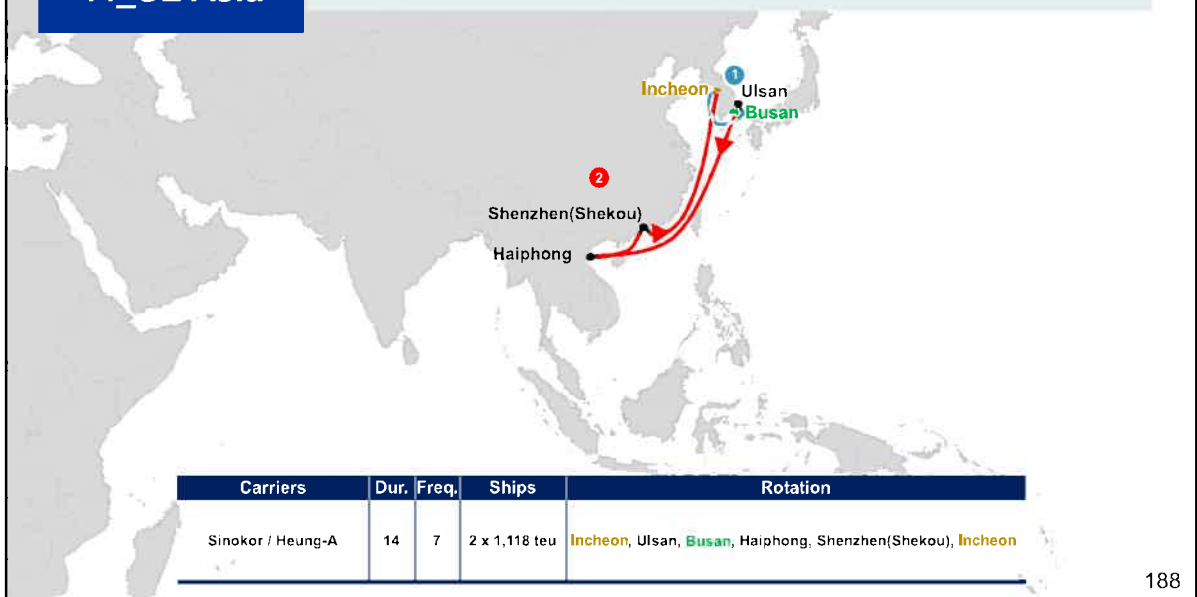 1
Incheon
Ulsan
Busan
2
Shenzhen(Shekou)
Haiphong
Carriers Dur. Freq. Ships Rotation
Sinokor / Heung-A 14 7 2 x 1,118 teu Incheon, Ulsan, Busan, Haiphong, Shenzhen(Shekou), Incheon
188